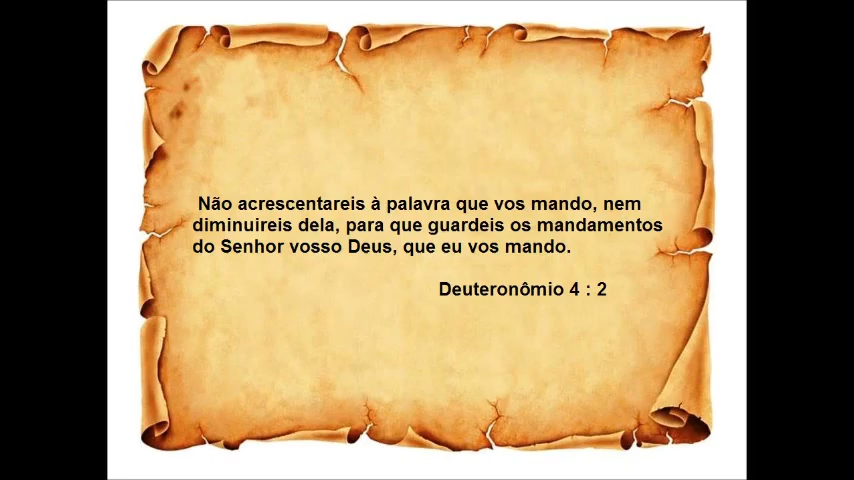 Não acrescentareis à palavra que vos mando, nem
diminuireis dela, para que guardeis os mandamentos
do Senhor vosso Deus, que eu vos mando.
Deuteronômio 4 : 2